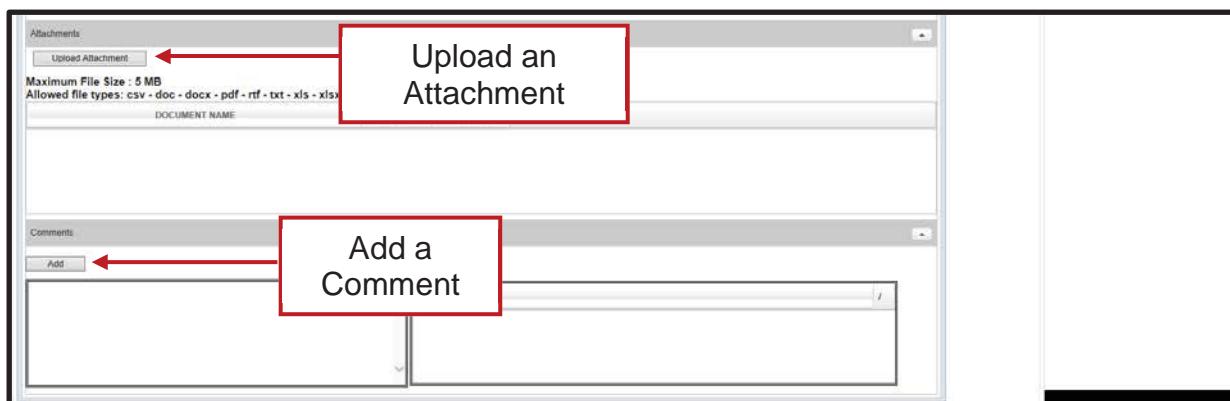 Attachments
Upload Attachment
Upload an
Attachment
Maximum File Size : 5 MB
Allowed file types: csv - doc - docx - pdf - rtf - txt - xls - xlsx
DOCUMENT NAME
Comments
Add
Add a
Comment
/